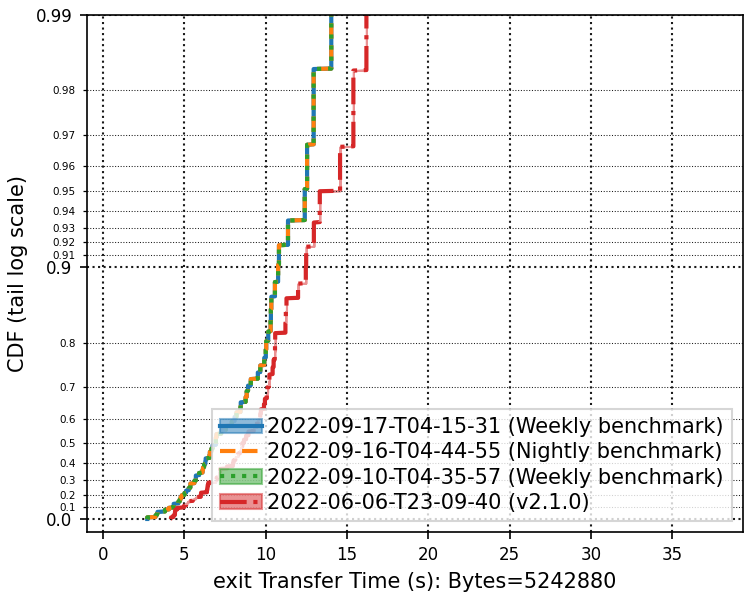 0.99
0.98
0.97
0.96
0.95
0.94
0.93
0.92
0.91
0.9
0.8
0.7
0.6
0.5
0.4
0.3
0.2
0.1
0.0
CDF (tail log scale)
2022-09-17-T04-15-31 (Weekly benchmark)
2022-09-16-T04-44-55 (Nightly benchmark)
2022-09-10-T04-35-57 (Weekly benchmark)
2022-06-06-T23-09-40 (v2.1.0)
0 5 10 15 20 25 30 35
exit Transfer Time (s): Bytes=5242880